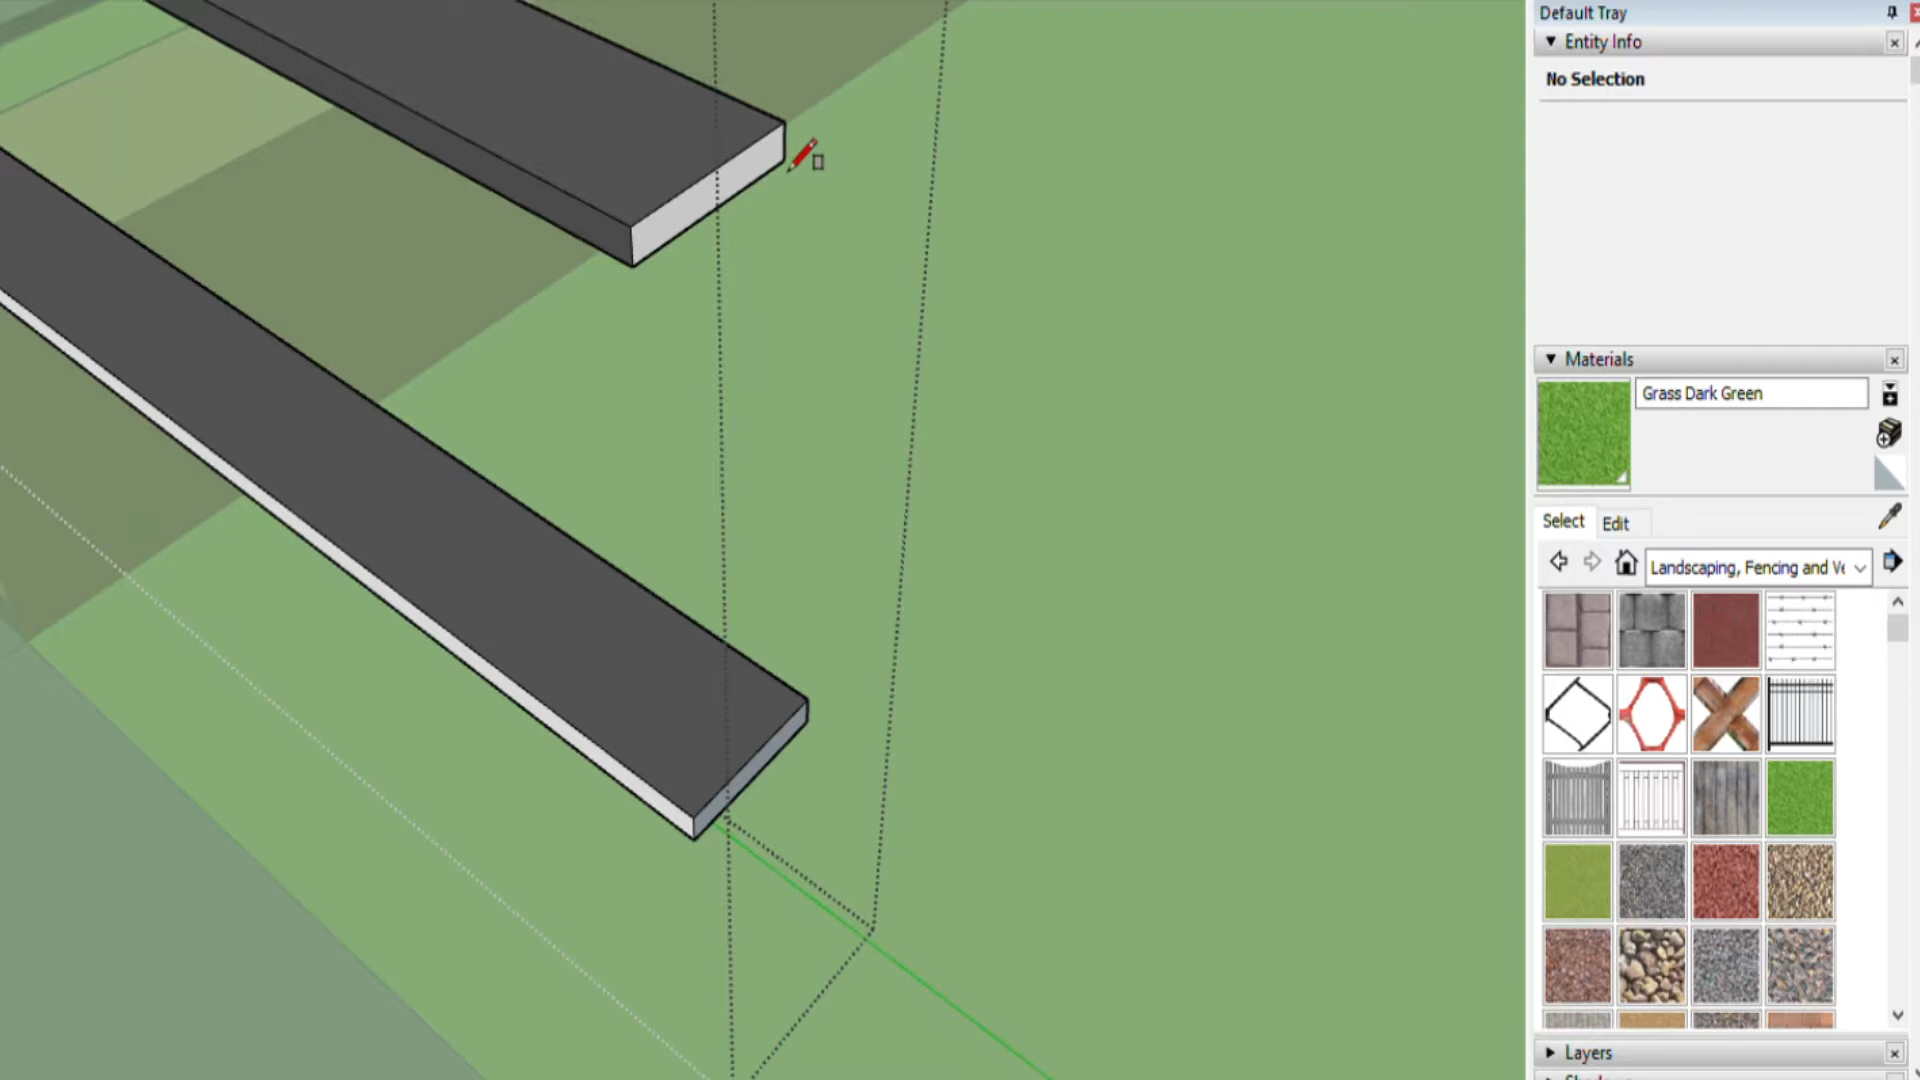 Default Tray
Entity Info
No Selection
Materials
Grass Dark Green
Select
Edit
Landscaping, Fencing and Ve
Layers